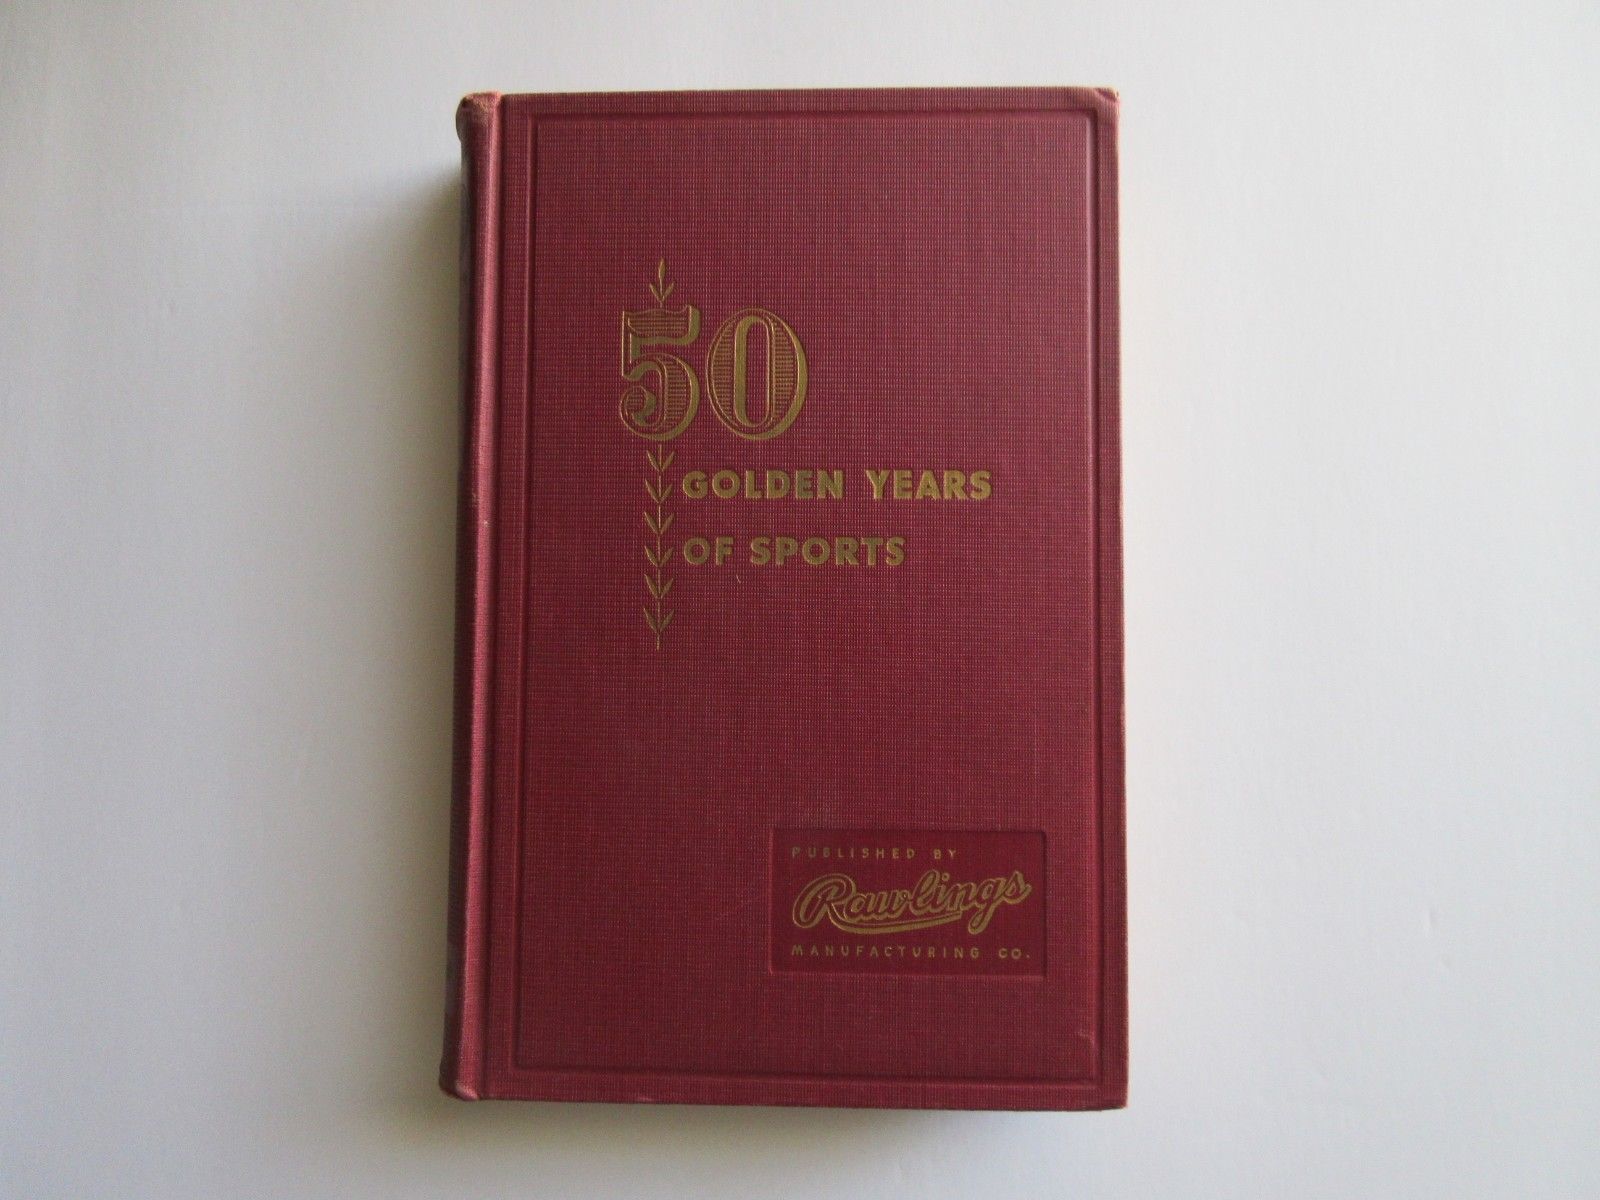 50
GOLDEN YEARS
OF SPORTS
PUBLISHED BY
Rawlings
MANUFACTURING CO.